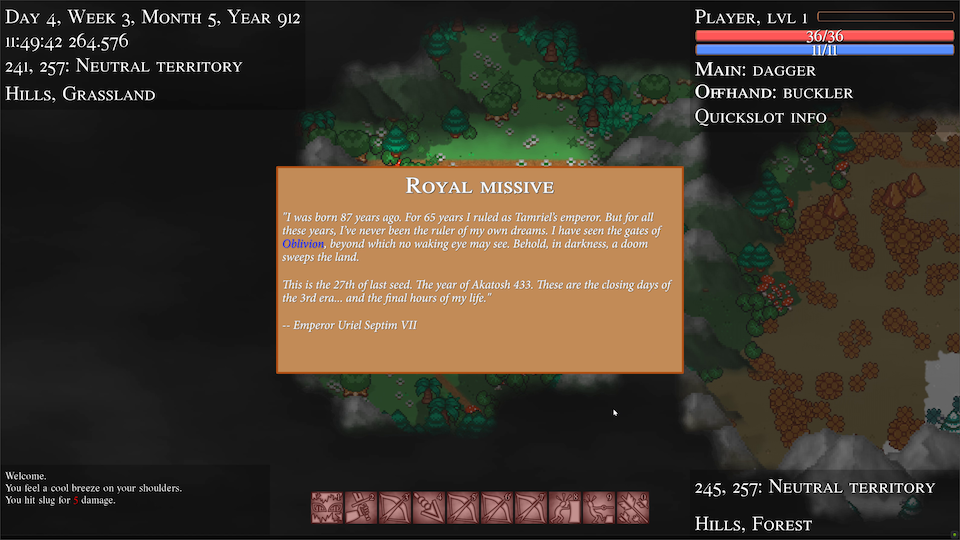 Day 4, Week 3, Month 5, Year 912
11:49:42 264.576
241, 257: Neutral territory
Hills, Grassland
Player, lvl 1
36/36
11/11
Main: dagger
Offhand: buckler
Quickslot info
Royal missive
"I was born 87 years ago. For 65 years I ruled as Tamriel's emperor. But for all
these years, I've never been the ruler of my own dreams. I have seen the gates of
Oblivion, beyond which no waking eye may see. Behold, in darkness, a doom
sweeps the land.
This is the 27th of last seed. The year of Akatosh 433. These are the closing days of
the 3rd era... and the final hours of my life."
-- Emperor Uriel Septim VII
Welcome.
You feel a cool breeze on your shoulders.
You hit slug for 5 damage.
245, 257: Neutral territory
Hills, Forest